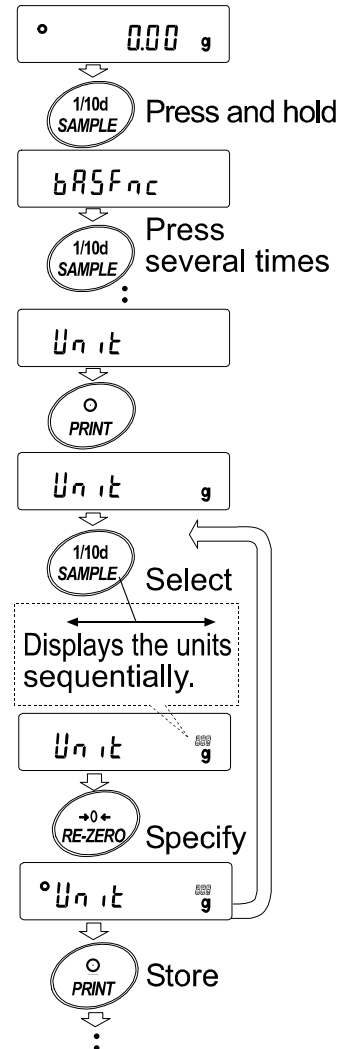 0.00 g
1/10d
SAMPLE
Press and hold
bASFnc
1/10d
SAMPLE
Press
several times
Unit
PRINT
Unit g
1/10d
SAMPLE
Select
Displays the units
sequentially.
Unit g
→0←
RE-ZERO
Specify
Unit g
PRINT
Store